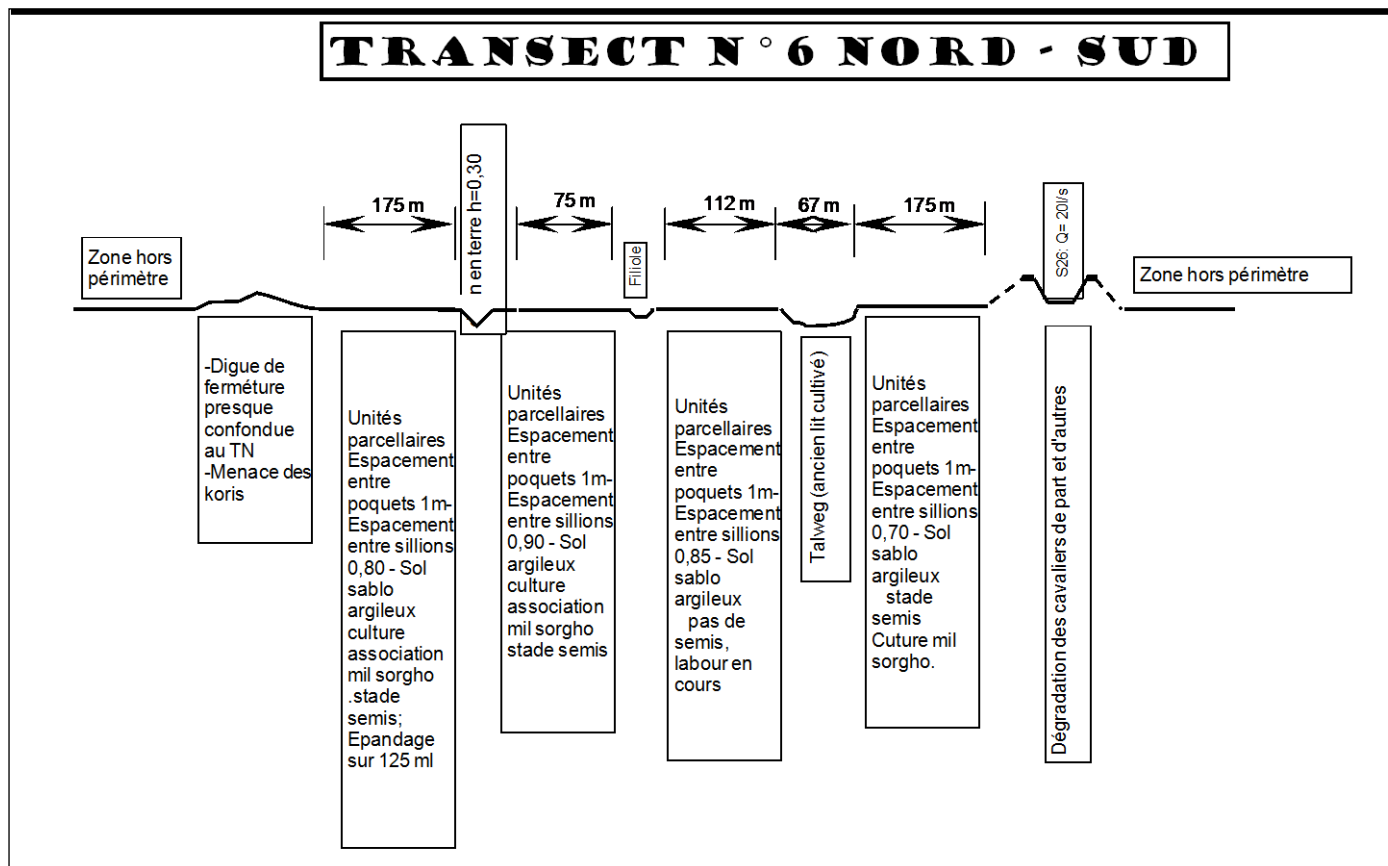 TRANSECT N°6 NORD - SUD
175 m
75 m
112 m
67 m
175 m
Zone hors
périmètre
n en terre h=0,30
Filiole
S26: Q= 20l/s
Zone hors périmètre
-Digue de
ferméture
presque
confondue
au TN
-Menace des
koris
Unités
parcellaires
Espacement
entre
poquets 1m-
Espacement
entre sillions
0,80 - Sol
sablo
argileux
culture
association
mil sorgho
.stade
semis;
Epandage
sur 125 ml
Unités
parcellaires
Espacement
entre
poquets 1m-
Espacement
entre sillions
0,90 - Sol
argileux
culture
association
mil sorgho
stade semis
Unités
parcellaires
Espacement
entre
poquets 1m-
Espacement
entre sillions
0,85 - Sol
sablo
argileux
pas de
semis,
labour en
cours
Talweg (ancien lit cultivé)
Unités
parcellaires
Espacement
entre
poquets 1m-
Espacement
entre sillions
0,70 - Sol
sablo
argileux
stade
semis
Cuture mil
sorgho.
Dégradation des cavaliers de part et d'autres